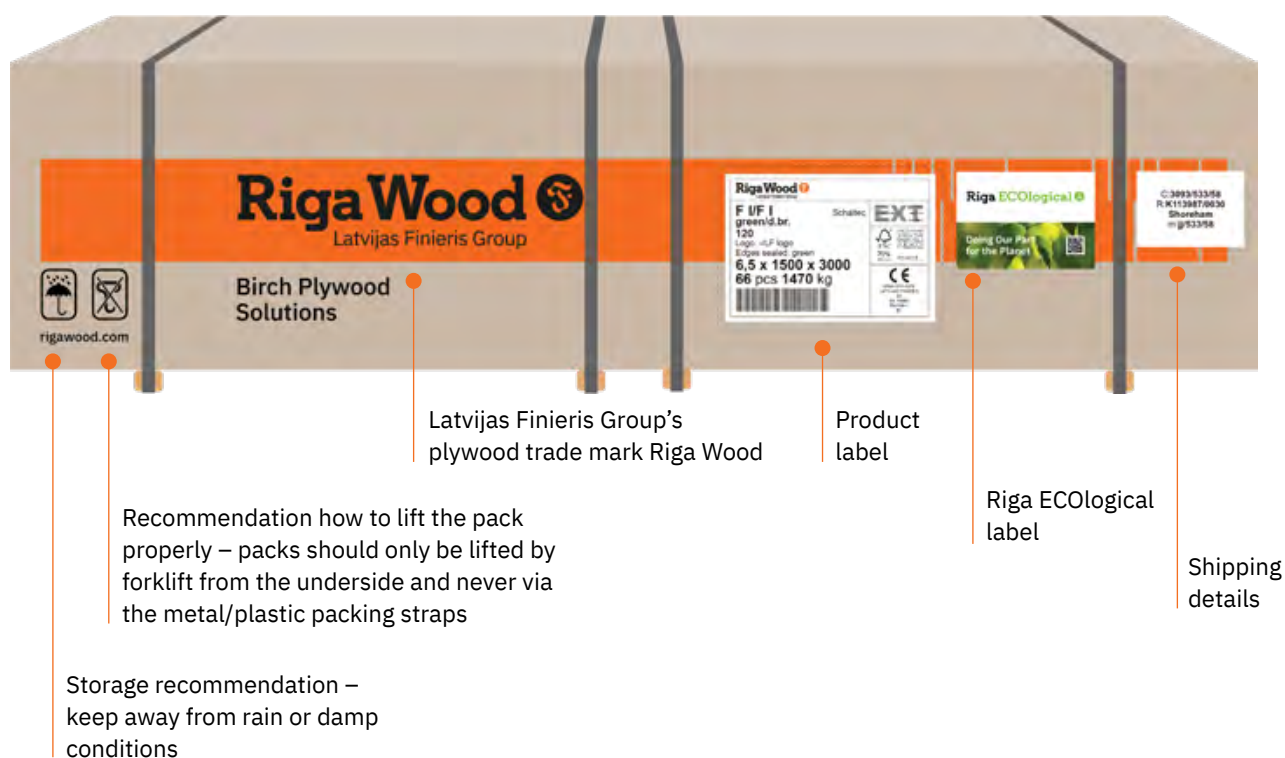 Riga Wood
Latvijas Finieris Group
Birch Plywood
Solutions
rigawood.com
Riga Wood
F I/F I
green/d.br.
120
Edges sealed: green
6,5 x 1500 x 3000
66 pcs 1470 kg
EXT
FSC
CE
Riga ECOlogical
Doing Our Part
for the Planet
C:3093/533/58
R:K113987/0030
Shoreham
Latvijas Finieris Group’s
plywood trade mark Riga Wood
Product
label
Riga ECOlogical
label
Shipping
details
Recommendation how to lift the pack
properly – packs should only be lifted by
forklift from the underside and never via
the metal/plastic packing straps
Storage recommendation –
keep away from rain or damp
conditions